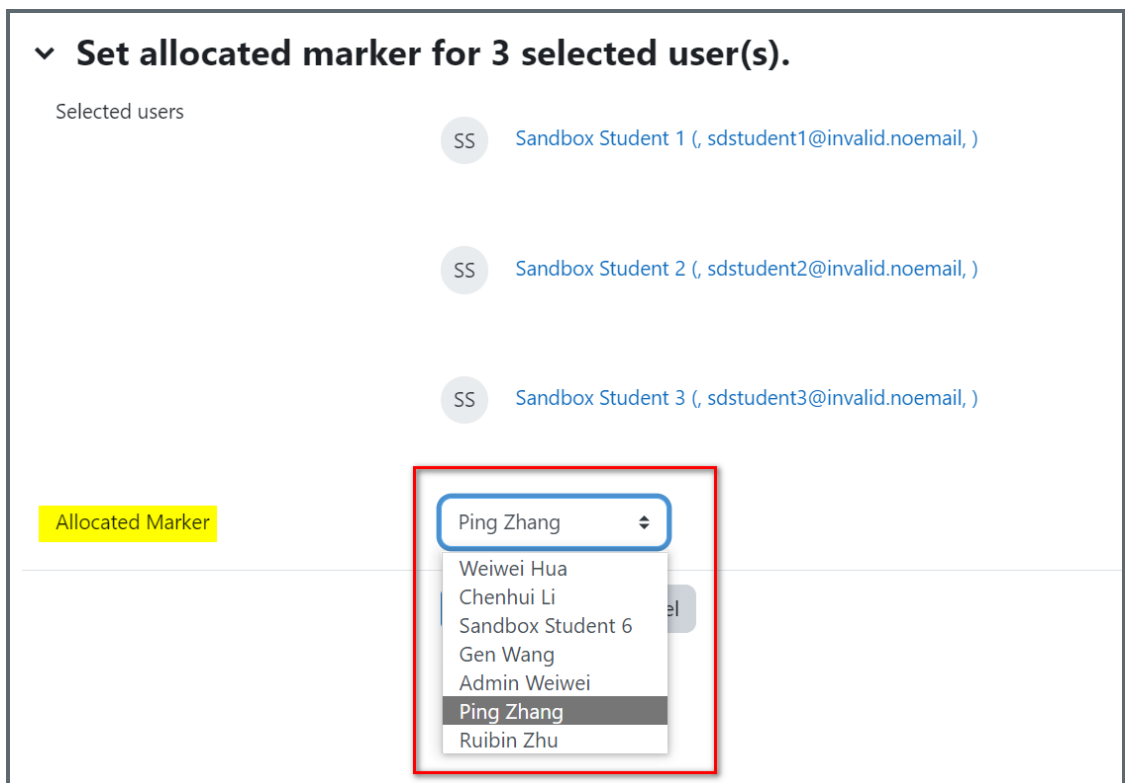 Set allocated marker for 3 selected user(s).
Selected users
SS Sandbox Student 1 (, sdstudent1@invalid.noemail, )
SS Sandbox Student 2 (, sdstudent2@invalid.noemail, )
SS Sandbox Student 3 (, sdstudent3@invalid.noemail, )
Allocated Marker Ping Zhang
Weiwei Hua
Chenhui Li
Sandbox Student 6
Gen Wang
Admin Weiwei
Ping Zhang
Ruibin Zhu